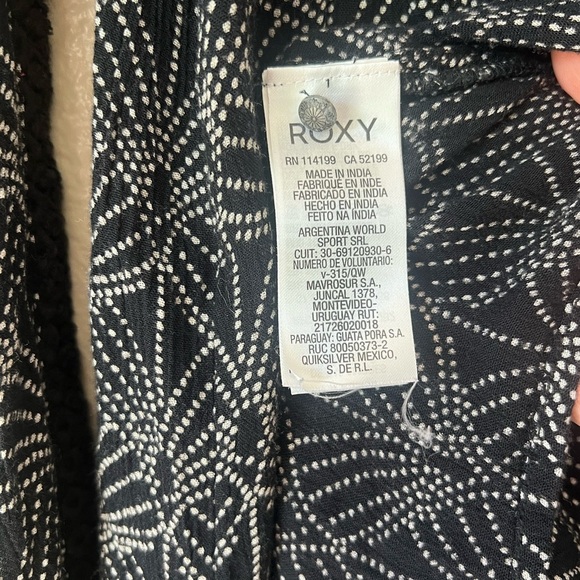 1
ROXY
RN 114199 CA 52199
MADE IN INDIA
FABRIQUÉ EN INDE
FABRICADO EN INDIA
HECHO EN INDIA
FEITO NA INDIA
ARGENTINA WORLD
SPORT SRL
CUIT: 30-69120930-6
NUMERO DE VOLUNTARIO:
v-315/QW
MAVROSUR S.A.,
JUNCAL 1378,
MONTEVIDEO-
URUGUAY RUT:
217260020018
PARAGUAY: GUATA PORA S.A.
RUC 80050373-2
QUIKSILVER MEXICO,
S. DE R.L.